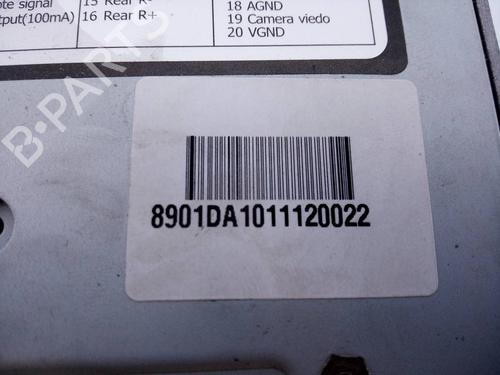 ote signal
tput(100mA)
15 Rear R-
16 Rear R+
18 AGND
19 Camera viedo
20 VGND
B-PARTS
8901DA1011120022